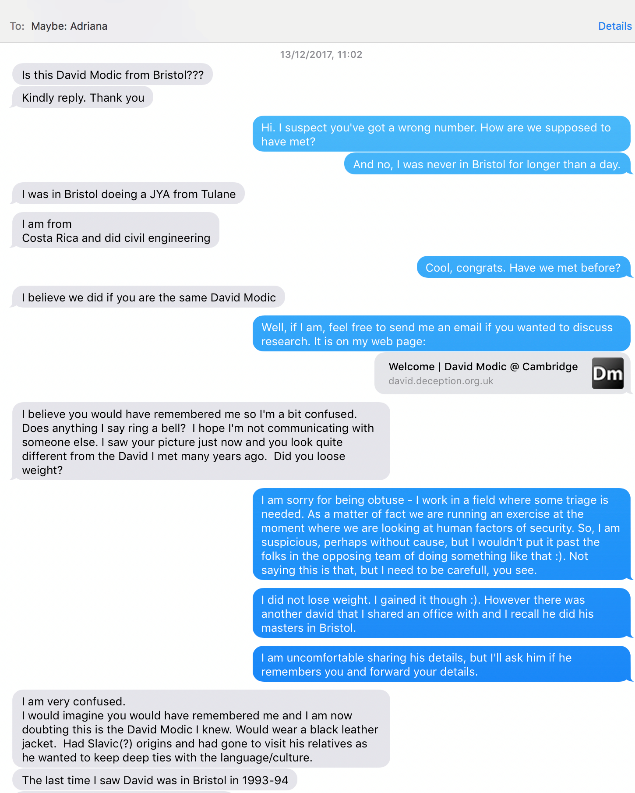 To: Maybe: Adriana
Details
13/12/2017, 11:02
Is this David Modic from Bristol???
Kindly reply. Thank you
Hi. I suspect you've got a wrong number. How are we supposed to
have met?
And no, I was never in Bristol for longer than a day.
I was in Bristol doeing a JYA from Tulane
I am from
Costa Rica and did civil engineering
Cool, congrats. Have we met before?
I believe we did if you are the same David Modic
Well, if I am, feel free to send me an email if you wanted to discuss
research. It is on my web page:
Welcome | David Modic @ Cambridge
david.deception.org.uk
Dm
I believe you would have remembered me so I'm a bit confused.
Does anything I say ring a bell?  I hope I'm not communicating with
someone else. I saw your picture just now and you look quite
different from the David I met many years ago.  Did you loose
weight?
I am sorry for being obtuse - I work in a field where some triage is
needed. As a matter of fact we are running an exercise at the
moment where we are looking at human factors of security. So, I am
suspicious, perhaps without cause, but I wouldn't put it past the
folks in the opposing team of doing something like that :). Not
saying this is that, but I need to be carefull, you see.
I did not lose weight. I gained it though :). However there was
another david that I shared an office with and I recall he did his
masters in Bristol.
I am uncomfortable sharing his details, but I'll ask him if he
remembers you and forward your details.
I am very confused.
I would imagine you would have remembered me and I am now
doubting this is the David Modic I knew. Would wear a black leather
jacket.  Had Slavic(?) origins and had gone to visit his relatives as
he wanted to keep deep ties with the language/culture.
The last time I saw David was in Bristol in 1993-94